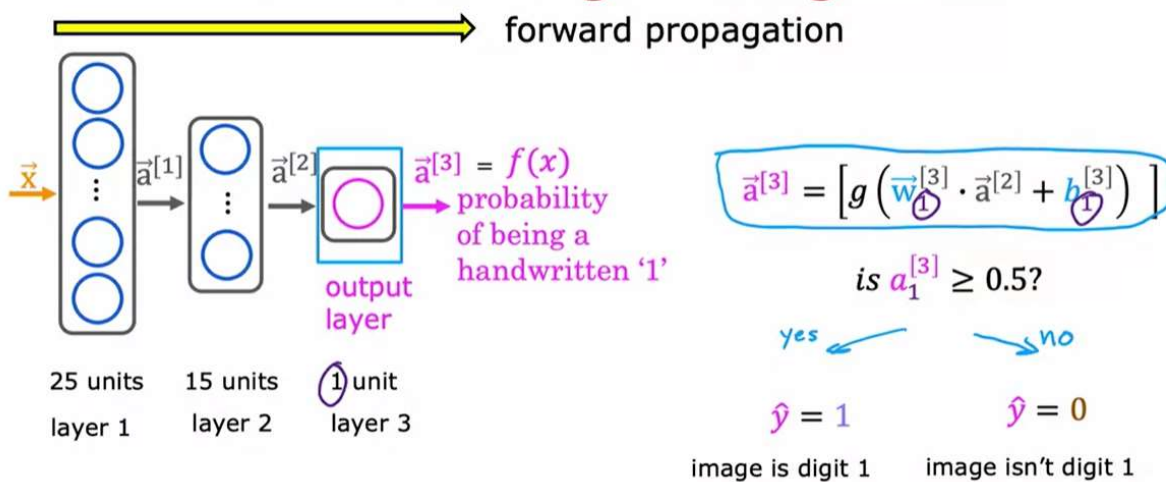 forward propagation
x⃗
a⃗[1]
a⃗[2]
a⃗[3] = f(x)
probability
of being a
handwritten ‘1’
output
layer
25 units
layer 1
15 units
layer 2
1 unit
layer 3
a⃗[3] = [g (w⃗1[3] · a⃗[2] + b1[3]) ]
is a1[3] ≥ 0.5?
yes
no
ŷ = 1
ŷ = 0
image is digit 1
image isn’t digit 1